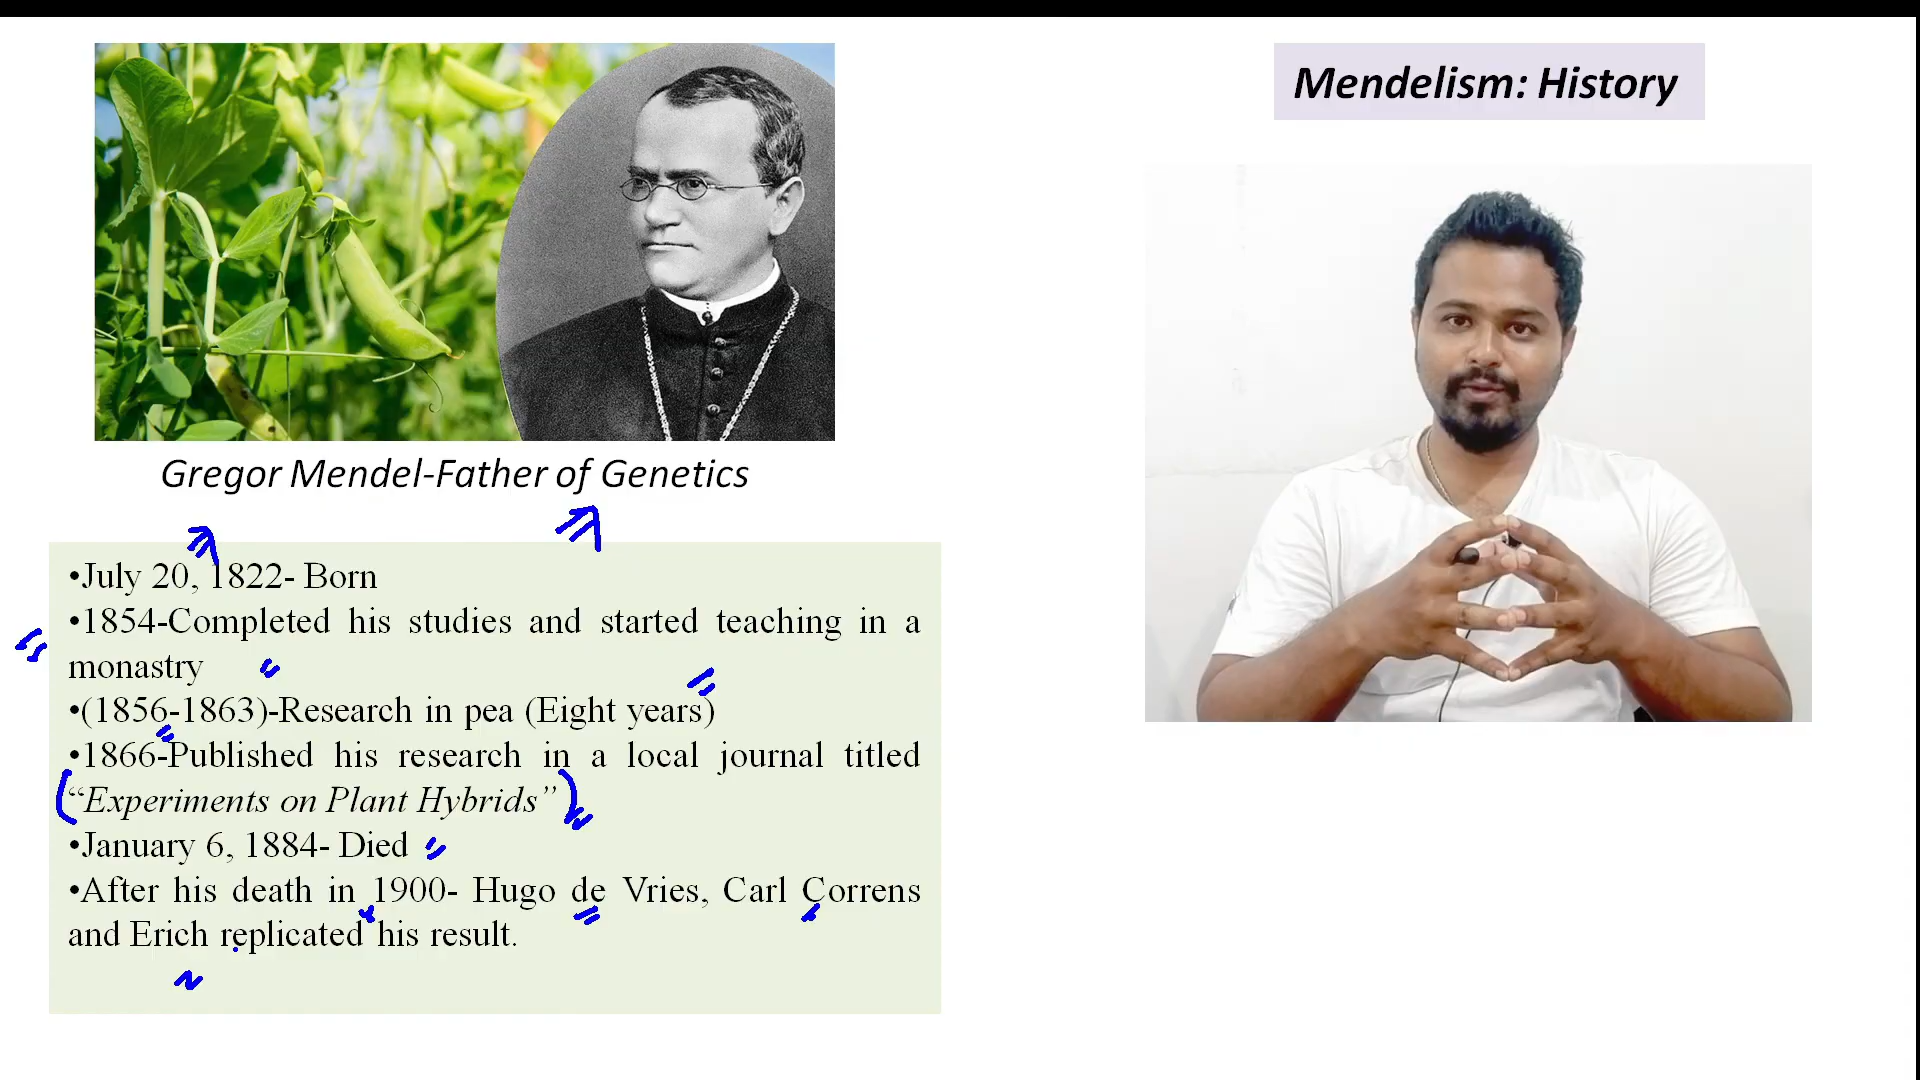 Mendelism: History
Gregor Mendel-Father of Genetics
•July 20, 1822- Born
•1854-Completed his studies and started teaching in a
monastry
•(1856-1863)-Research in pea (Eight years)
•1866-Published his research in a local journal titled
“Experiments on Plant Hybrids”
•January 6, 1884- Died
•After his death in 1900- Hugo de Vries, Carl Correns
and Erich replicated his result.